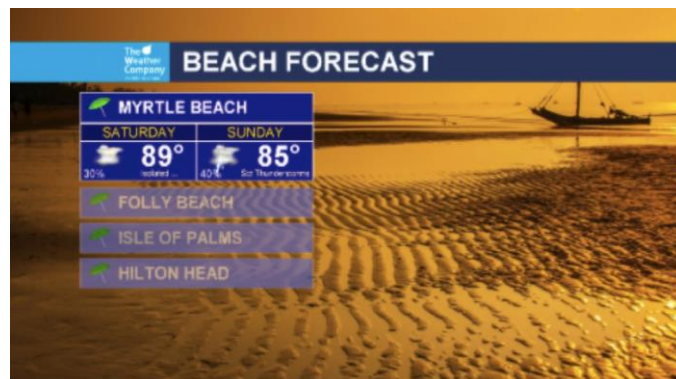 The
Weather
Company
BEACH FORECAST
MYRTLE BEACH
SATURDAY SUNDAY
89° 85°
30% Isolated ... 40% Sct Thunderstorms
FOLLY BEACH
ISLE OF PALMS
HILTON HEAD